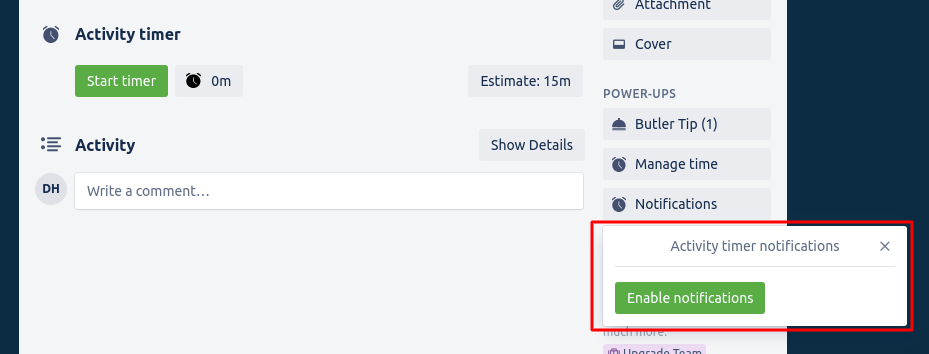 Attachment
Activity timer
Cover
Start timer
0m
Estimate: 15m
POWER-UPS
Butler Tip (1)
Activity
Show Details
Manage time
DH
Write a comment…
Notifications
Activity timer notifications
Enable notifications
much more.
Upgrade Team